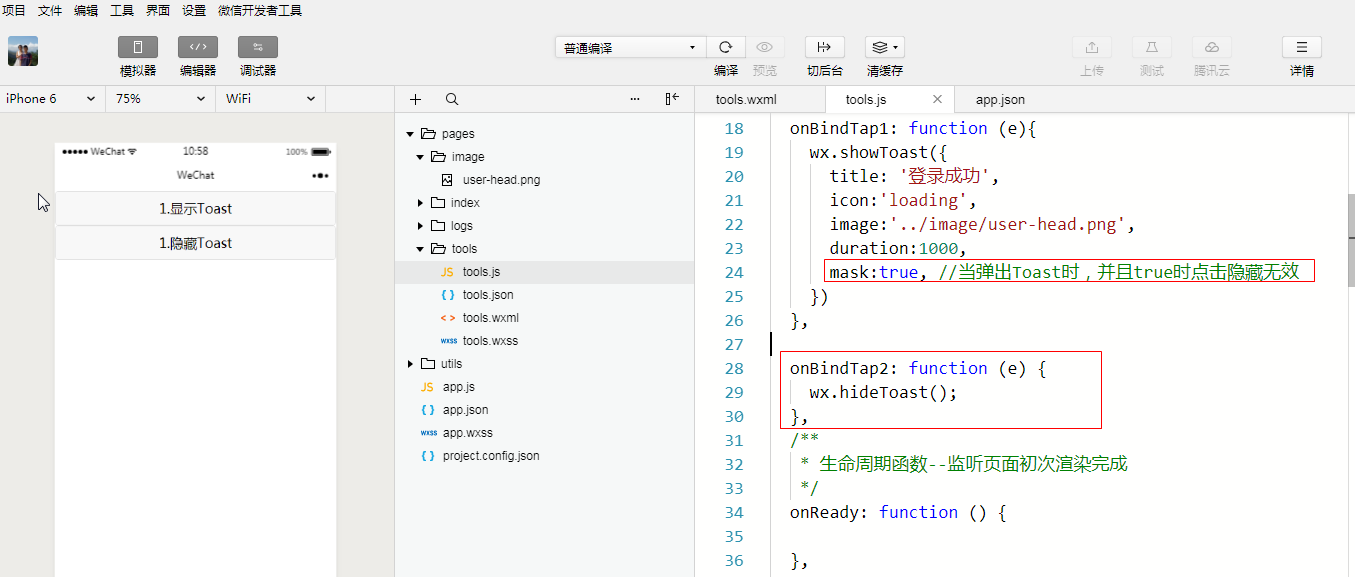 项目 文件 编辑 工具 界面 设置 微信开发者工具
模拟器 编辑器 调试器
普通编译
编译 预览 切后台 清缓存 上传 测试 腾讯云 详情
iPhone 6 75% WiFi
WeChat 10:58 100%
WeChat
1.显示Toast
1.隐藏Toast
pages
image
user-head.png
index
logs
tools
JS tools.js
{ } tools.json
< > tools.wxml
wxss tools.wxss
utils
JS app.js
{ } app.json
wxss app.wxss
{ } project.config.json
tools.wxml tools.js app.json
18 onBindTap1: function (e){
19 wx.showToast({
20 title: '登录成功',
21 icon:'loading',
22 image:'../image/user-head.png',
23 duration:1000,
24 mask:true, //当弹出Toast时，并且true时点击隐藏无效
25 })
26 },
27
28 onBindTap2: function (e) {
29 wx.hideToast();
30 },
31 /**
32 * 生命周期函数--监听页面初次渲染完成
33 */
34 onReady: function () {
35
36 },